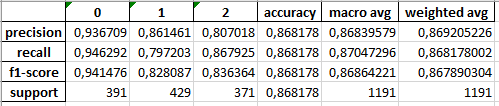 0 1 2 accuracy macro avg weighted avg
precision 0,936709 0,861461 0,807018 0,868178 0,86839579 0,869205226
recall 0,946292 0,797203 0,867925 0,868178 0,87047296 0,868178002
f1-score 0,941476 0,828087 0,836364 0,868178 0,86864221 0,867890304
support 391 429 371 0,868178 1191 1191